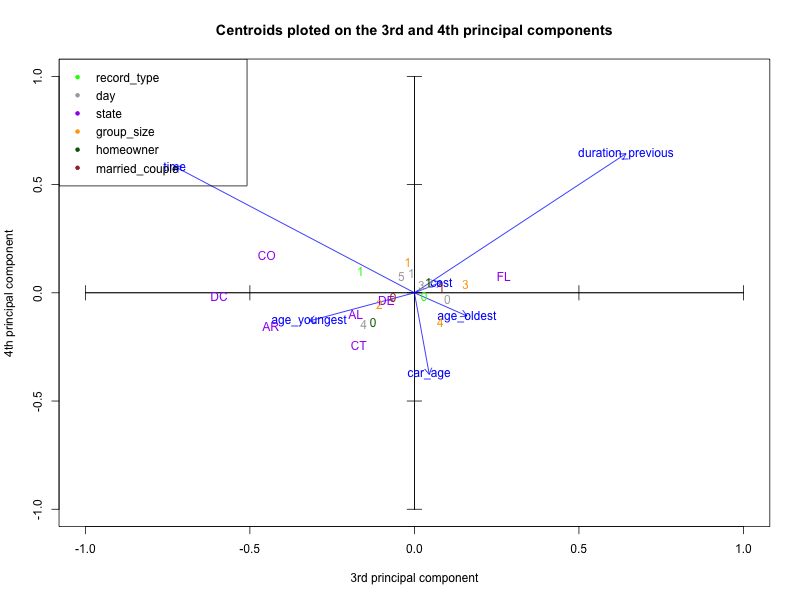 Centroids ploted on the 3rd and 4th principal components
record_type
day
state
group_size
homeowner
married_couple
time
duration_previous
CO
1
1
5
1
cost
FL
3
DC
0
0
DE
2
AL
age_youngest
AR
4
0
age_oldest
4
CT
car_age
1.0
0.5
0.0
-0.5
-1.0
4th principal component
-1.0
-0.5
0.0
0.5
1.0
3rd principal component